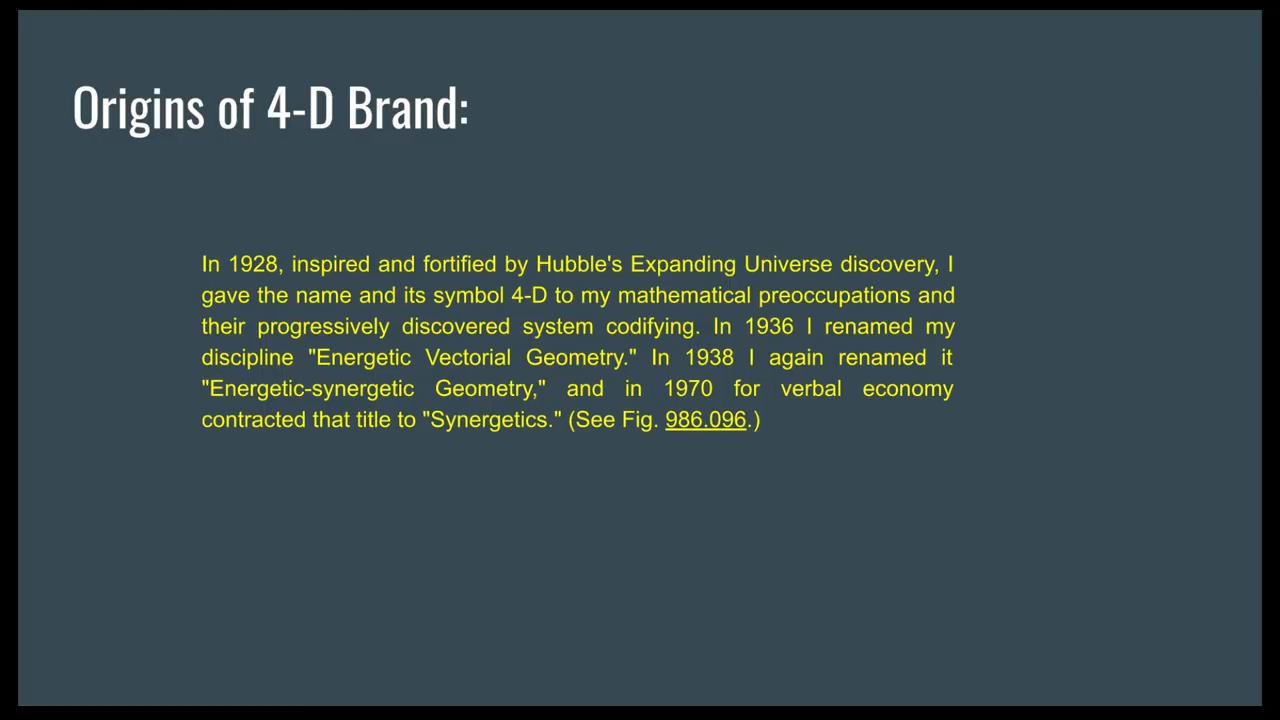 Origins of 4-D Brand:
In 1928, inspired and fortified by Hubble's Expanding Universe discovery, I
gave the name and its symbol 4-D to my mathematical preoccupations and
their progressively discovered system codifying. In 1936 I renamed my
discipline "Energetic Vectorial Geometry." In 1938 I again renamed it
"Energetic-synergetic Geometry," and in 1970 for verbal economy
contracted that title to "Synergetics." (See Fig. 986.096.)